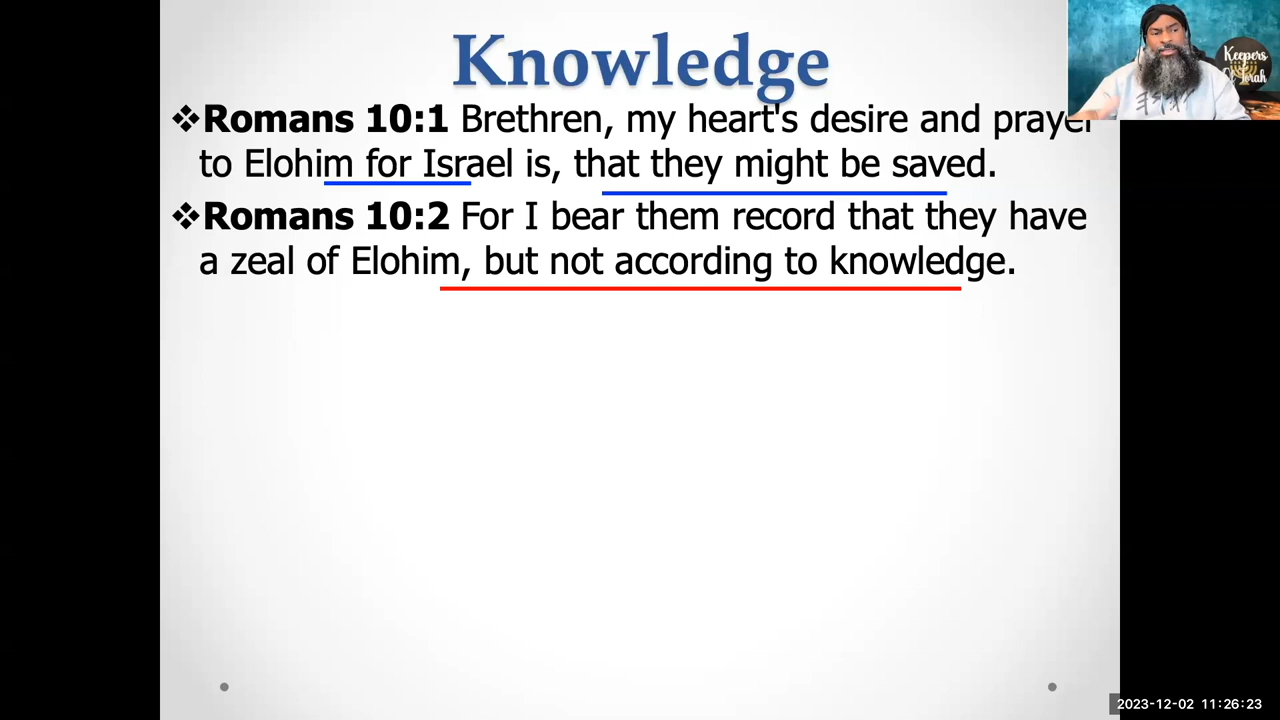 Knowledge
❖Romans 10:1 Brethren, my heart's desire and prayer
to Elohim for Israel is, that they might be saved.
❖Romans 10:2 For I bear them record that they have
a zeal of Elohim, but not according to knowledge.
Keepers
Of Torah
2023-12-02 11:26:23